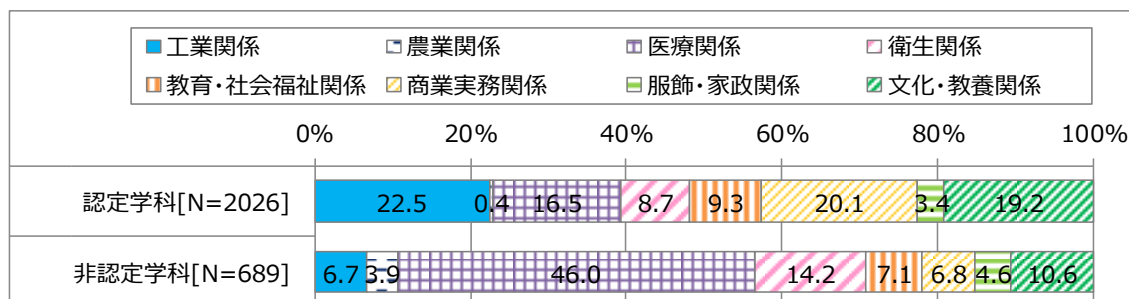 工業関係 農業関係 医療関係 衛生関係
教育・社会福祉関係 商業実務関係 服飾・家政関係 文化・教養関係
0% 20% 40% 60% 80% 100%
認定学科[N=2026] 22.5 0.4 16.5 8.7 9.3 20.1 3.4 19.2
非認定学科[N=689] 6.7 3.9 46.0 14.2 7.1 6.8 4.6 10.6